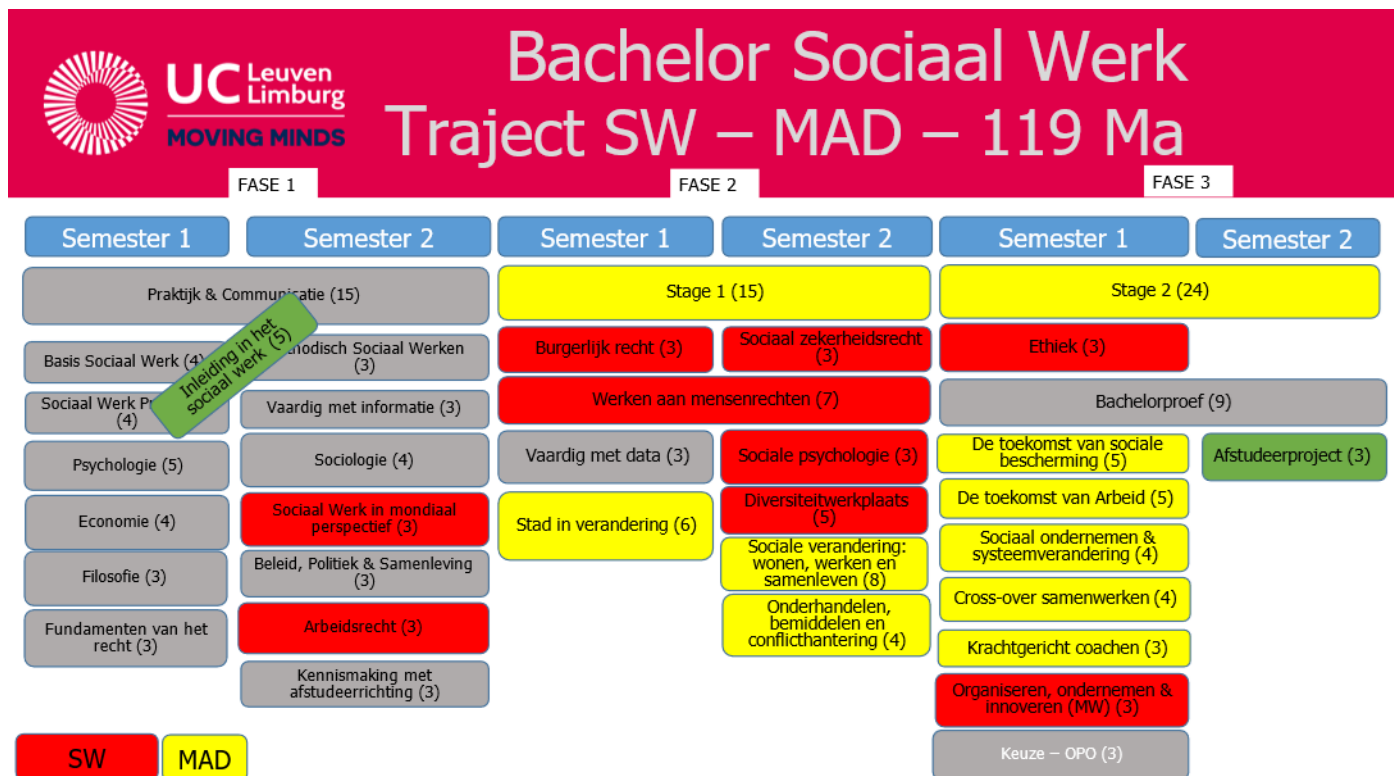 UC Leuven
Limburg
MOVING MINDS
Bachelor Sociaal Werk
Traject SW – MAD – 119 Ma
FASE 1
FASE 2
FASE 3
Semester 1
Semester 2
Semester 1
Semester 2
Semester 1
Semester 2
Praktijk & Communicatie (15)
Stage 1 (15)
Stage 2 (24)
Inleiding in het
sociaal werk (5)
Basis Sociaal Werk (4)
Sociaal Werk
(4)
Psychologie (5)
Economie (4)
Filosofie (3)
Fundamenten van het
recht (3)
Sociaal Werken
(3)
Vaardig met informatie (3)
Sociologie (4)
Sociaal Werk in mondiaal
perspectief (3)
Beleid, Politiek & Samenleving
(3)
Arbeidsrecht (3)
Kennismaking met
afstudeerrichting (3)
Burgerlijk recht (3)
Sociaal zekerheidsrecht
(3)
Werken aan mensenrechten (7)
Vaardig met data (3)
Stad in verandering (6)
Sociale psychologie (3)
Diversiteitwerkplaats
(5)
Sociale verandering:
wonen, werken en
samenleven (8)
Onderhandelen,
bemiddelen en
conflicthantering (4)
Ethiek (3)
Bachelorproef (9)
De toekomst van sociale
bescherming (5)
De toekomst van Arbeid (5)
Sociaal ondernemen &
systeemverandering (4)
Cross-over samenwerken (4)
Krachtgericht coachen (3)
Organiseren, ondernemen &
innoveren (MW) (3)
Keuze – OPO (3)
Afstudeerproject (3)
SW
MAD